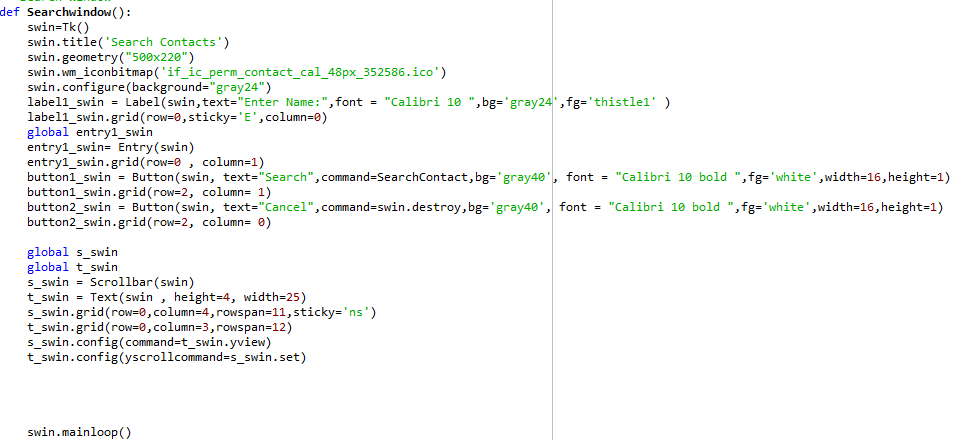 def Searchwindow():
    swin=Tk()
    swin.title('Search Contacts')
    swin.geometry("500x220")
    swin.wm_iconbitmap('if_ic_perm_contact_cal_48px_352586.ico')
    swin.configure(background="gray24")
    label1_swin = Label(swin,text="Enter Name:",font = "Calibri 10 ",bg='gray24',fg='thistle1' )
    label1_swin.grid(row=0,sticky='E',column=0)
    global entry1_swin
    entry1_swin= Entry(swin)
    entry1_swin.grid(row=0 , column=1)
    button1_swin = Button(swin, text="Search",command=SearchContact,bg='gray40', font = "Calibri 10 bold ",fg='white',width=16,height=1)
    button1_swin.grid(row=2, column= 1)
    button2_swin = Button(swin, text="Cancel",command=swin.destroy,bg='gray40', font = "Calibri 10 bold ",fg='white',width=16,height=1)
    button2_swin.grid(row=2, column= 0)

    global s_swin
    global t_swin
    s_swin = Scrollbar(swin)
    t_swin = Text(swin , height=4, width=25)
    s_swin.grid(row=0,column=4,rowspan=11,sticky='ns')
    t_swin.grid(row=0,column=3,rowspan=12)
    s_swin.config(command=t_swin.yview)
    t_swin.config(yscrollcommand=s_swin.set)

    swin.mainloop()